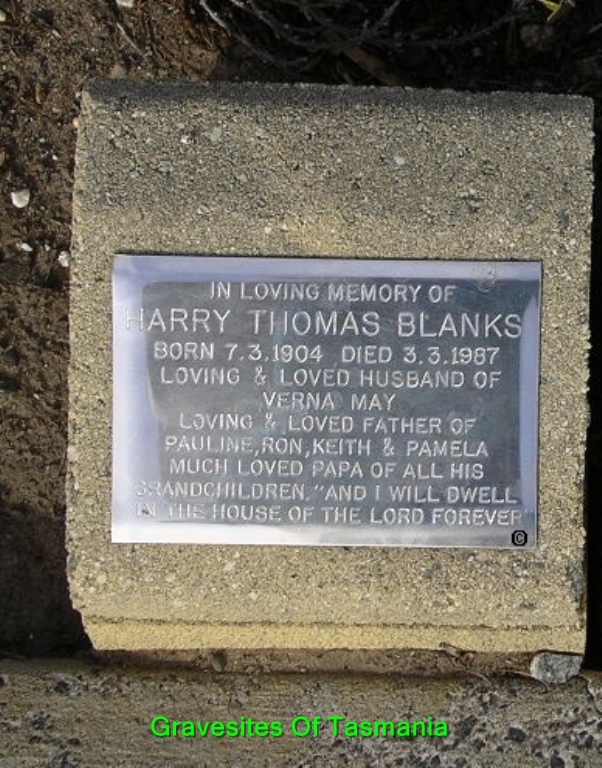 IN LOVING MEMORY OF
HARRY THOMAS BLANKS
BORN 7.3.1904 DIED 3.3.1987
LOVING & LOVED HUSBAND OF
VERNA MAY
LOVING & LOVED FATHER OF
PAULINE, RON, KEITH & PAMELA
MUCH LOVED PAPA OF ALL HIS
GRANDCHILDREN. "AND I WILL DWELL
IN THE HOUSE OF THE LORD FOREVER"
©
Gravesites Of Tasmania